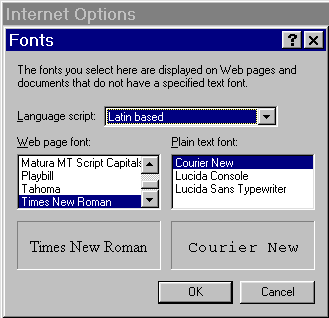 Internet Options
Fonts
The fonts you select here are displayed on Web pages and
documents that do not have a specified text font.
Language script: Latin based
Web page font: Plain text font:
Matura MT Script Capitals Courier New
Playbill Lucida Console
Tahoma Lucida Sans Typewriter
Times New Roman
Times New Roman Courier New
OK Cancel